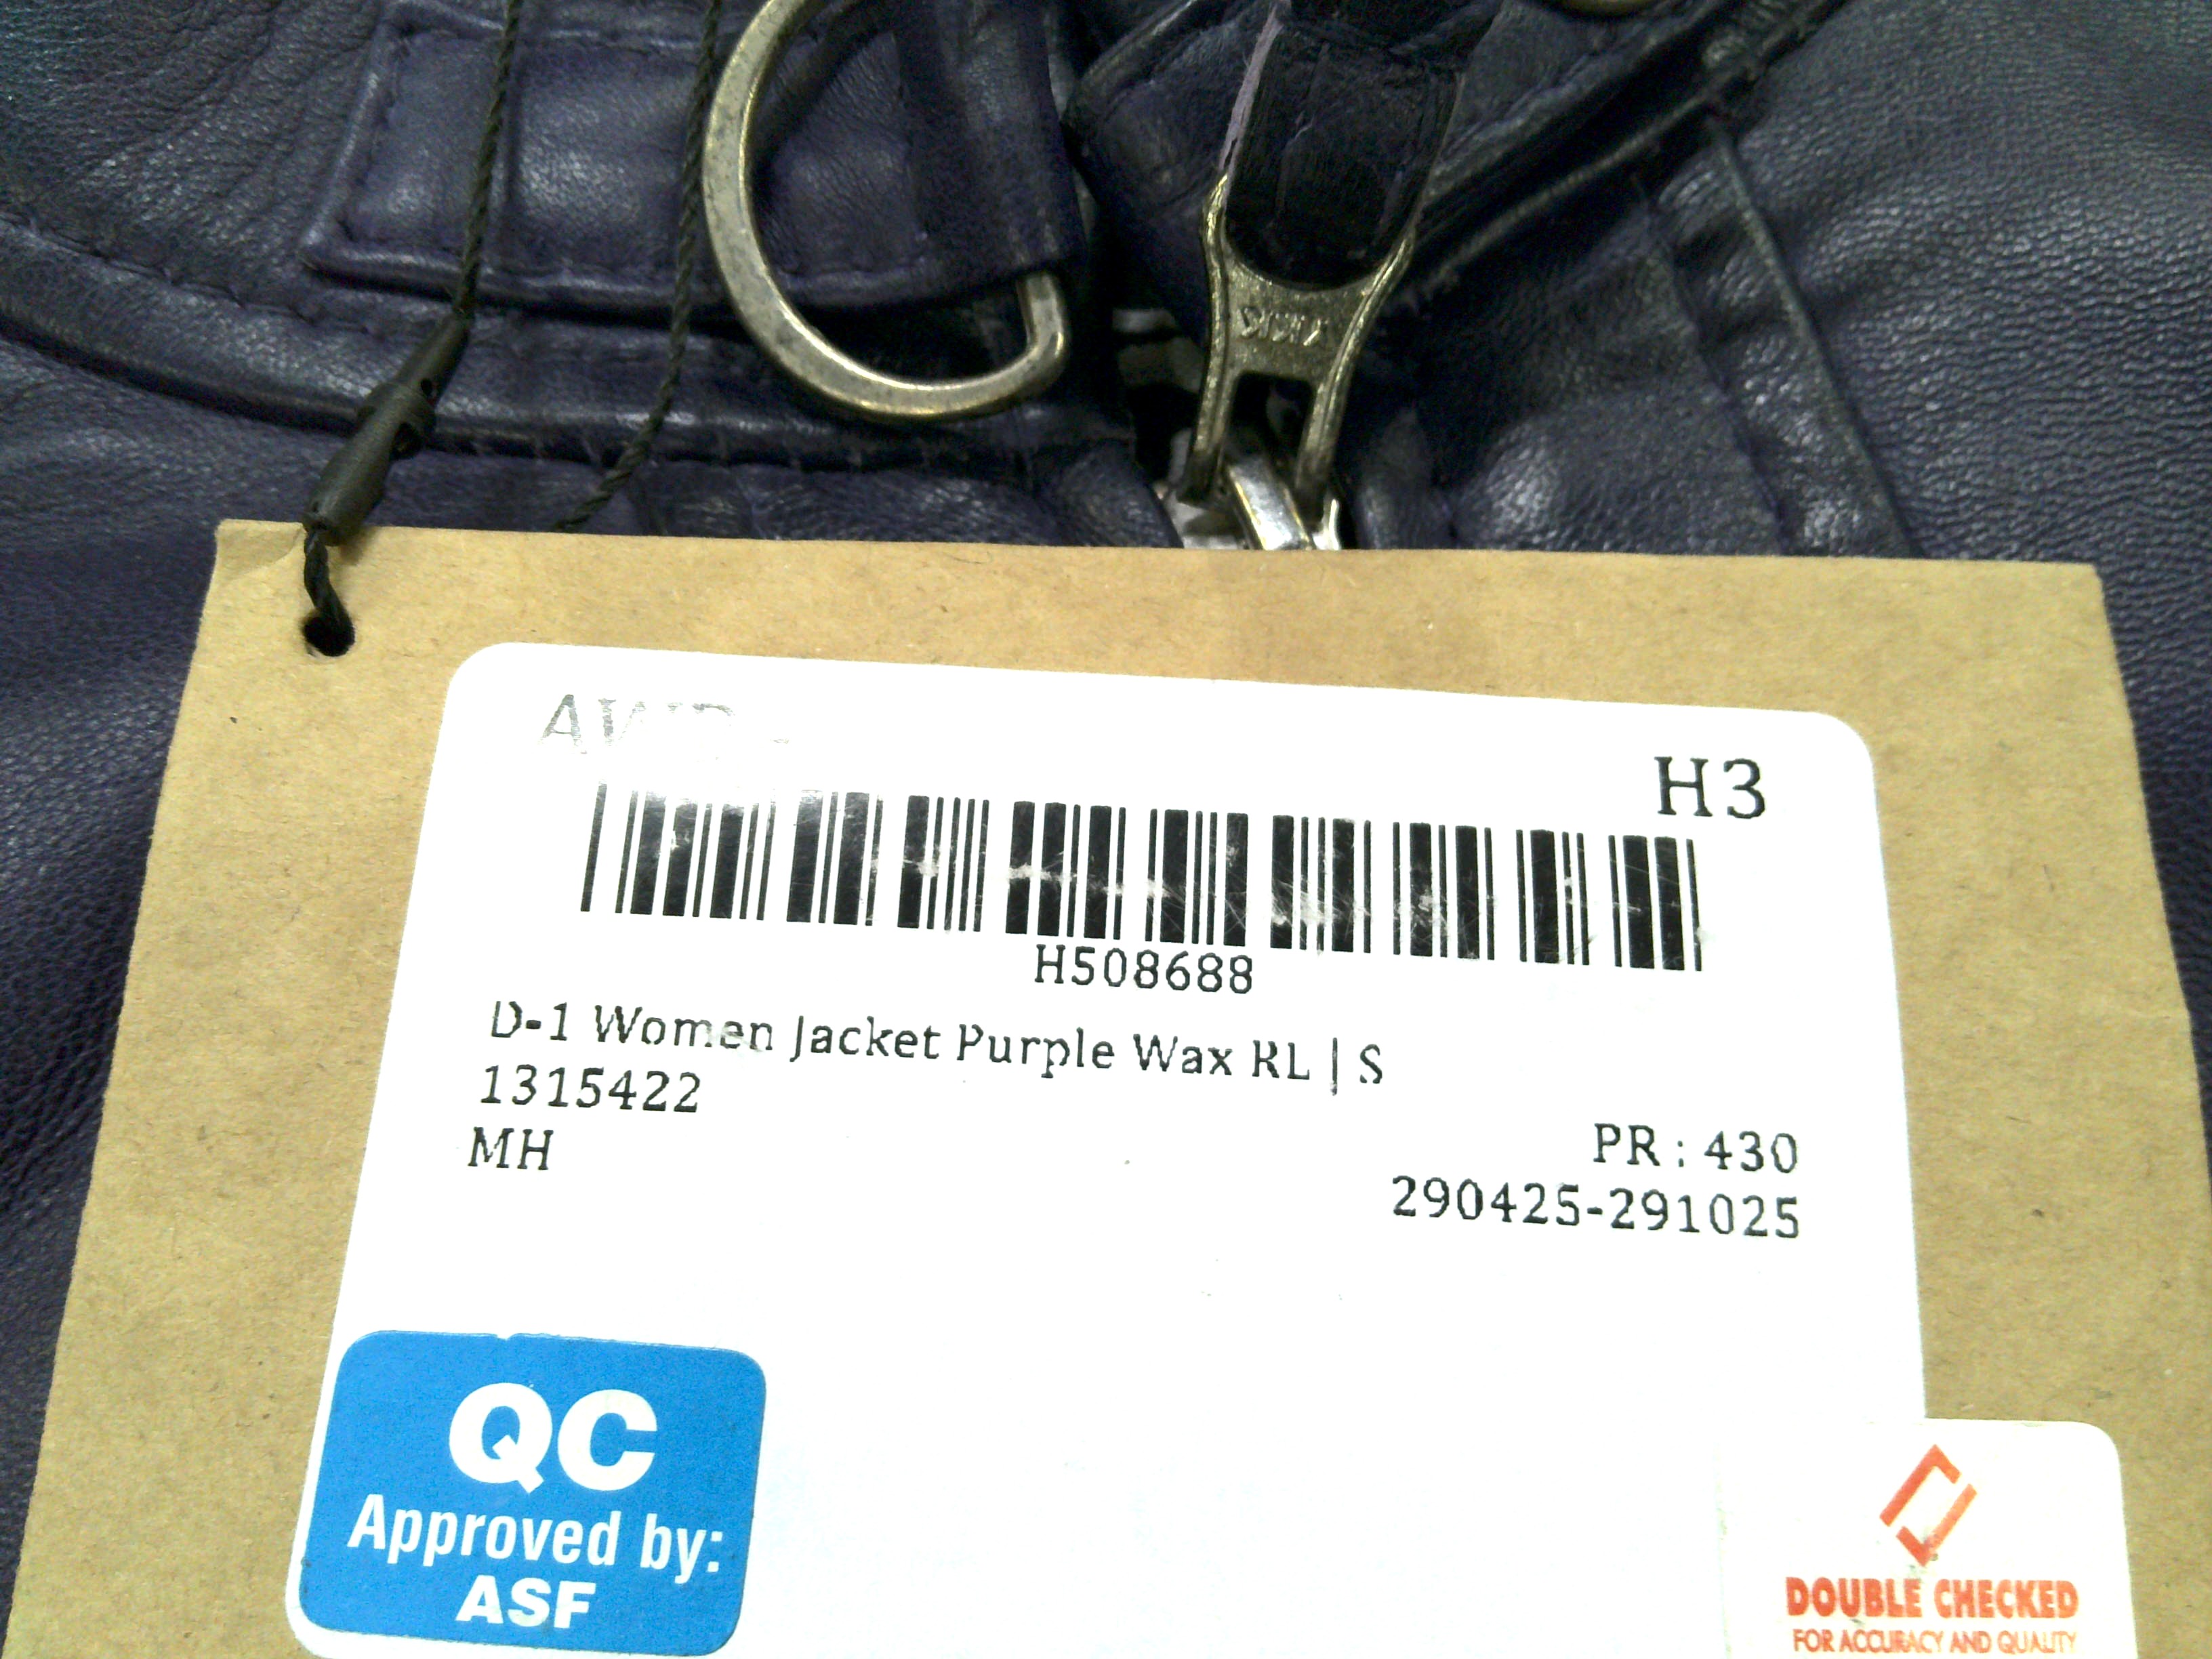 YKK
H3
H508688
D-1 Women Jacket Purple Wax RL | S
1315422
PR : 430
MH
290425-291025
QC
Approved by:
ASF
DOUBLE CHECKED
FOR ACCURACY AND QUALITY